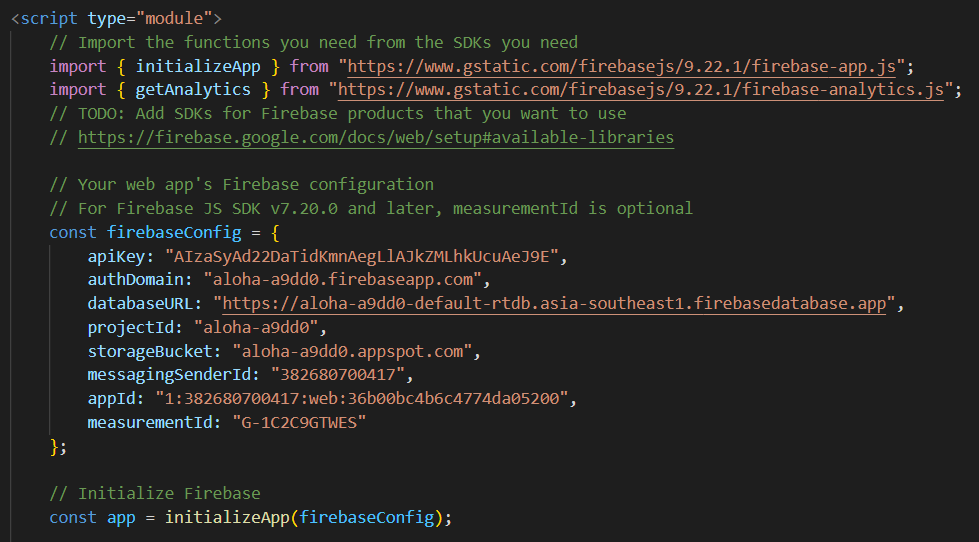 <script type="module">
// Import the functions you need from the SDKs you need
import { initializeApp } from "https://www.gstatic.com/firebasejs/9.22.1/firebase-app.js";
import { getAnalytics } from "https://www.gstatic.com/firebasejs/9.22.1/firebase-analytics.js";
// TODO: Add SDKs for Firebase products that you want to use
// https://firebase.google.com/docs/web/setup#available-libraries
// Your web app's Firebase configuration
// For Firebase JS SDK v7.20.0 and later, measurementId is optional
const firebaseConfig = {
apiKey: "AIzaSyAd22DaTidKmnAegLlAJkZMLhkUcuAeJ9E",
authDomain: "aloha-a9dd0.firebaseapp.com",
databaseURL: "https://aloha-a9dd0-default-rtdb.asia-southeast1.firebasedatabase.app",
projectId: "aloha-a9dd0",
storageBucket: "aloha-a9dd0.appspot.com",
messagingSenderId: "382680700417",
appId: "1:382680700417:web:36b00bc4b6c4774da05200",
measurementId: "G-1C2C9GTWES"
};
// Initialize Firebase
const app = initializeApp(firebaseConfig);